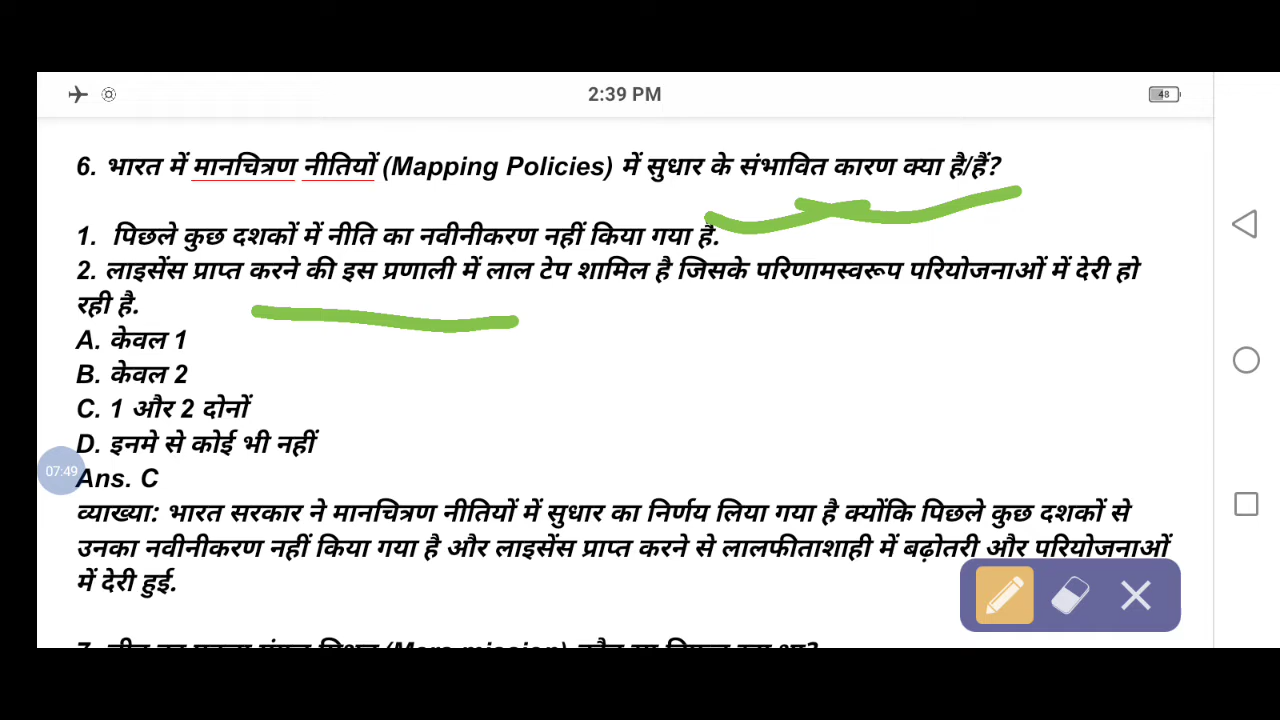 2:39 PM
48
6. भारत में मानचित्रण नीतियों (Mapping Policies) में सुधार के संभावित कारण क्या है/हैं?
1. पिछले कुछ दशकों में नीति का नवीनीकरण नहीं किया गया है.
2. लाइसेंस प्राप्त करने की इस प्रणाली में लाल टेप शामिल है जिसके परिणामस्वरूप परियोजनाओं में देरी हो
रही है.
A. केवल 1
B. केवल 2
C. 1 और 2 दोनों
D. इनमे से कोई भी नहीं
07:49
Ans. C
व्याख्या: भारत सरकार ने मानचित्रण नीतियों में सुधार का निर्णय लिया गया है क्योंकि पिछले कुछ दशकों से
उनका नवीनीकरण नहीं किया गया है और लाइसेंस प्राप्त करने से लालफीताशाही में बढ़ोतरी और परियोजनाओं
में देरी हुई.
(Mars mission)